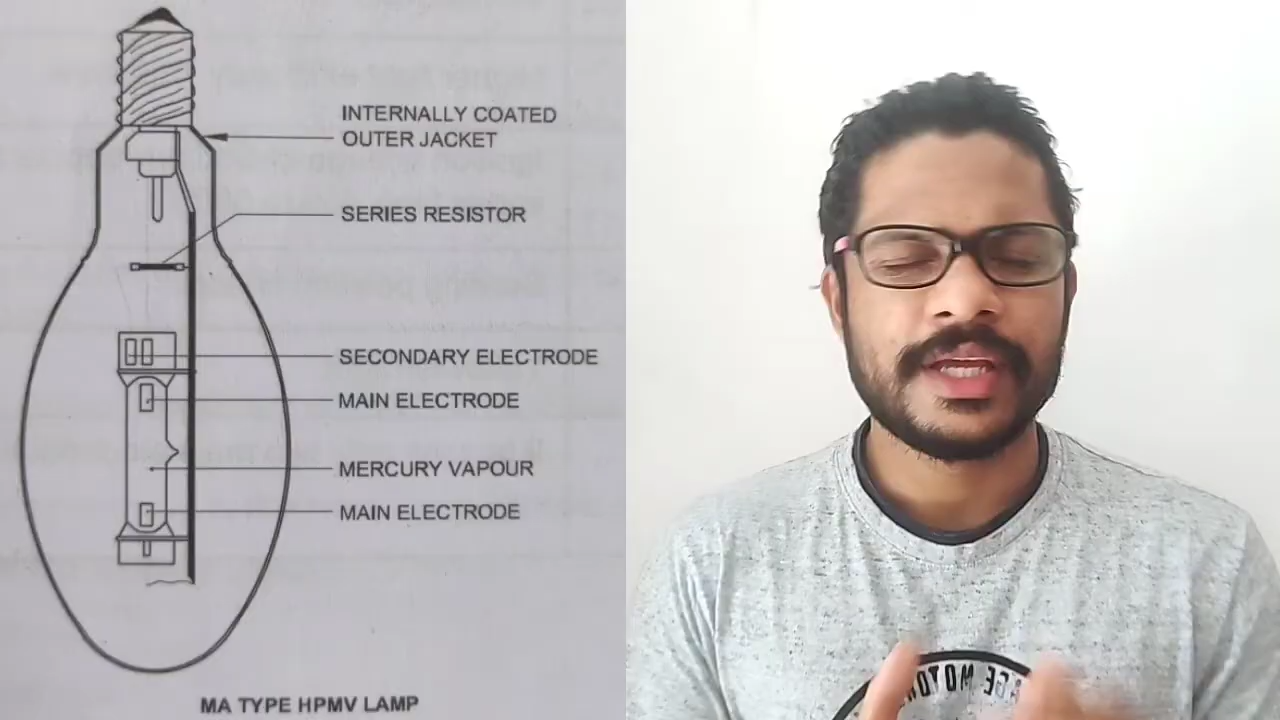 INTERNALLY COATED
OUTER JACKET
SERIES RESISTOR
SECONDARY ELECTRODE
MAIN ELECTRODE
MERCURY VAPOUR
MAIN ELECTRODE
MA TYPE HPMV LAMP